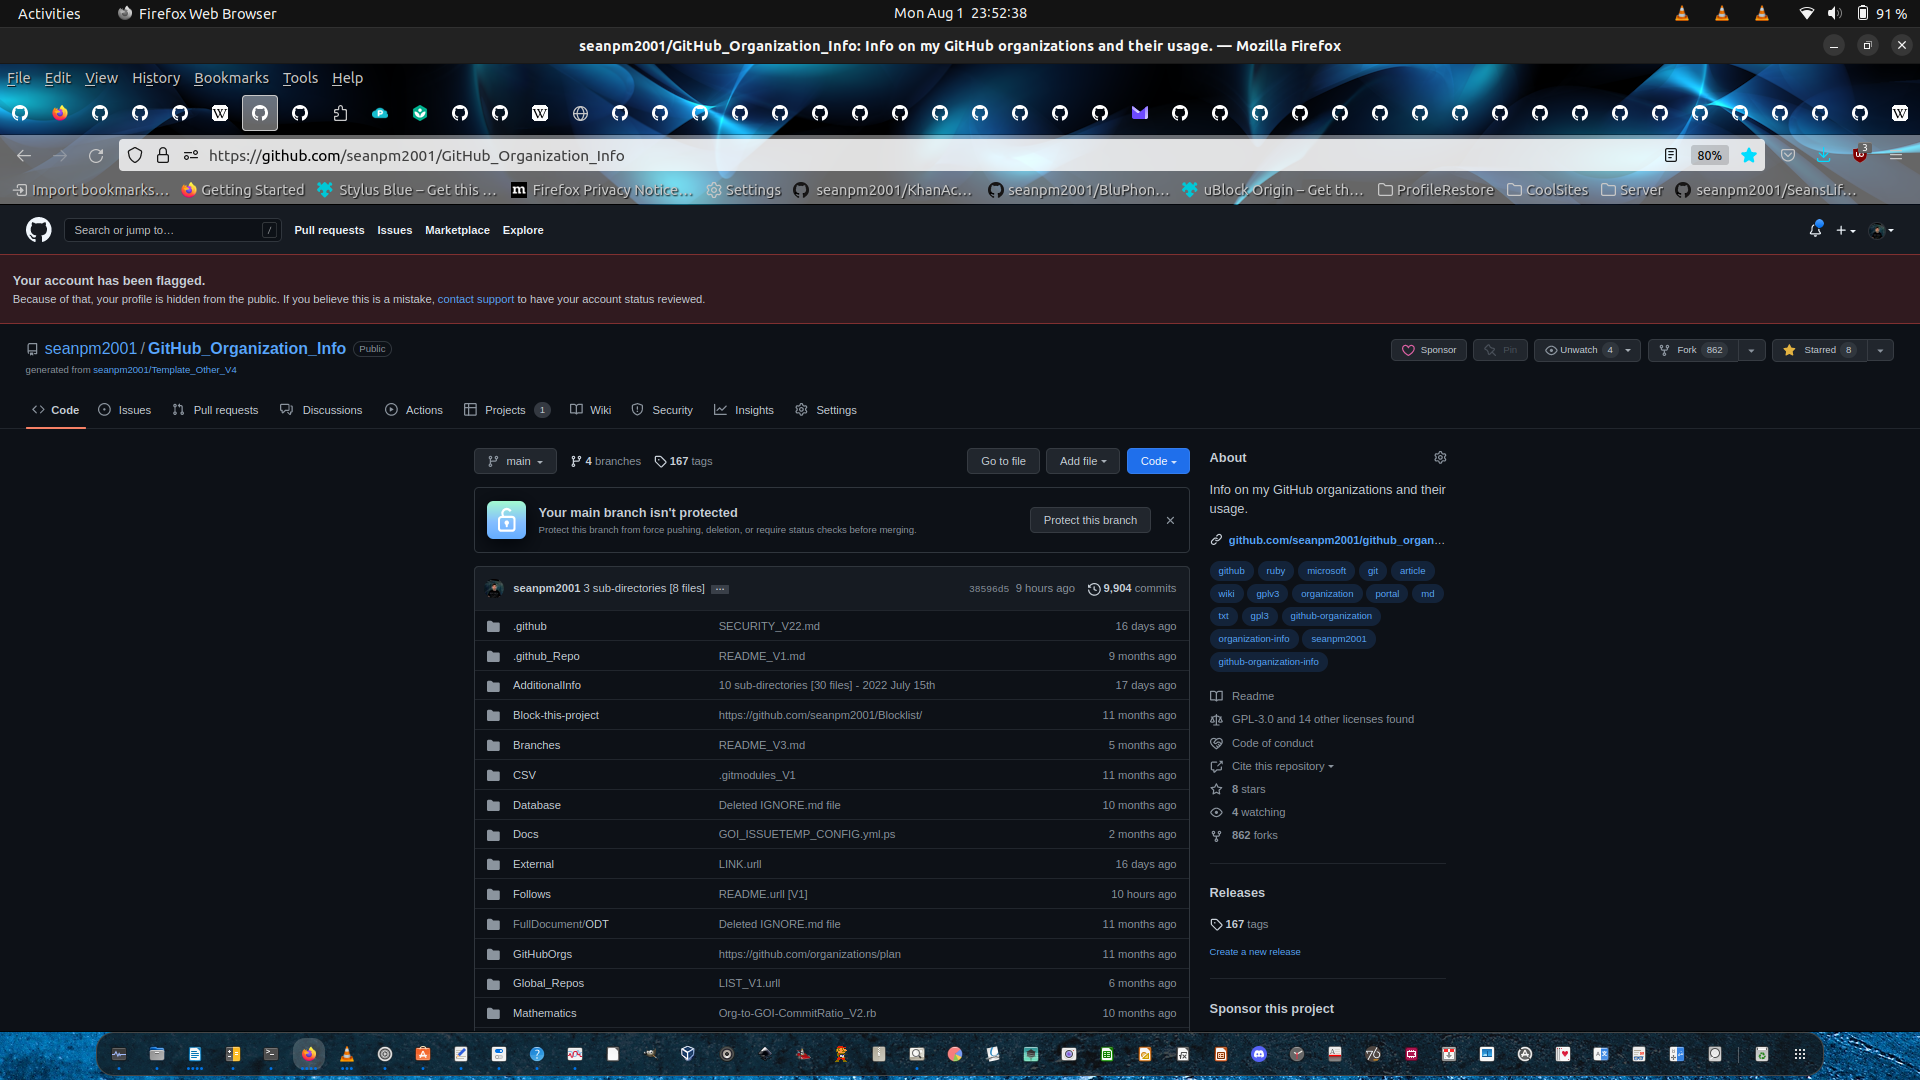 Activities Firefox Web Browser Mon Aug 1 23:52:38 91 %
seanpm2001/GitHub_Organization_Info: Info on my GitHub organizations and their usage. — Mozilla Firefox
File Edit View History Bookmarks Tools Help
https://github.com/seanpm2001/GitHub_Organization_Info 80% 3
Import bookmarks… Getting Started Stylus Blue – Get this … Firefox Privacy Notice… Settings seanpm2001/KhanAc… seanpm2001/BluPhon… uBlock Origin – Get th… ProfileRestore CoolSites Server seanpm2001/SeansLif…
Search or jump to… / Pull requests Issues Marketplace Explore
Your account has been flagged.
Because of that, your profile is hidden from the public. If you believe this is a mistake, contact support to have your account status reviewed.
seanpm2001 / GitHub_Organization_Info Public Sponsor Pin Unwatch 4 Fork 862 Starred 8
generated from seanpm2001/Template_Other_V4
Code Issues Pull requests Discussions Actions Projects 1 Wiki Security Insights Settings
main 4 branches 167 tags Go to file Add file Code
Your main branch isn't protected
Protect this branch from force pushing, deletion, or require status checks before merging.
Protect this branch
seanpm2001 3 sub-directories [8 files] 38596d5 9 hours ago 9,904 commits
.github SECURITY_V22.md 16 days ago
.github_Repo README_V1.md 9 months ago
AdditionalInfo 10 sub-directories [30 files] - 2022 July 15th 17 days ago
Block-this-project https://github.com/seanpm2001/Blocklist/ 11 months ago
Branches README_V3.md 5 months ago
CSV .gitmodules_V1 11 months ago
Database Deleted IGNORE.md file 10 months ago
Docs GOI_ISSUETEMP_CONFIG.yml.ps 2 months ago
External LINK.urll 16 days ago
Follows README.urll [V1] 10 hours ago
FullDocument/ODT Deleted IGNORE.md file 11 months ago
GitHubOrgs https://github.com/organizations/plan 11 months ago
Global_Repos LIST_V1.urll 6 months ago
Mathematics Org-to-GOI-CommitRatio_V2.rb 10 months ago
About
Info on my GitHub organizations and their
usage.
github.com/seanpm2001/github_organ…
github ruby microsoft git article
wiki gplv3 organization portal md
txt gpl3 github-organization
organization-info seanpm2001
github-organization-info
Readme
GPL-3.0 and 14 other licenses found
Code of conduct
Cite this repository
8 stars
4 watching
862 forks
Releases
167 tags
Create a new release
Sponsor this project